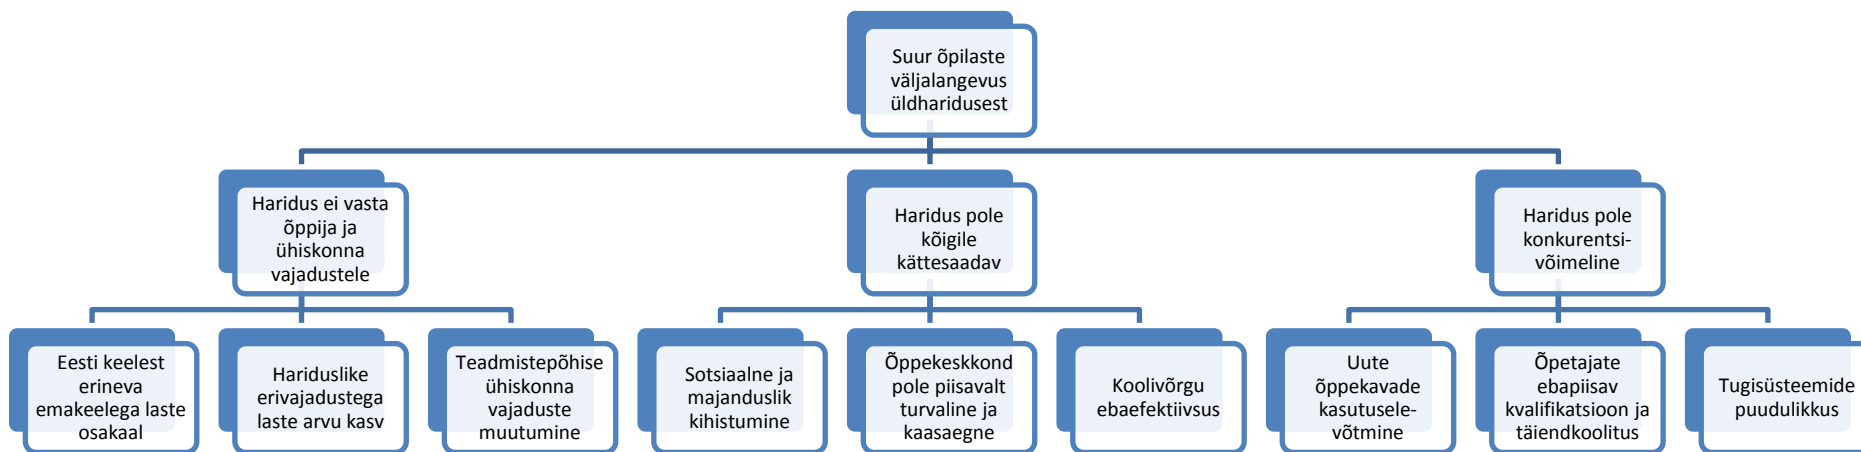 Suur õpilaste
väljalangevus
üldharidusest
Haridus ei vasta
õppija ja
ühiskonna
vajadustele
Haridus pole
kõigile
kättesaadav
Haridus pole
konkurentsi-
võimeline
Eesti keelest
erineva
emakeelega laste
osakaal
Hariduslike
erivajadustega
laste arvu kasv
Teadmistepõhise
ühiskonna
vajaduste
muutumine
Sotsiaalne ja
majanduslik
kihistumine
Õppekeskkond
pole piisavalt
turvaline ja
kaasaegne
Koolivõrgu
ebaefektiivsus
Uute
õppekavade
kasutusele-
võtmine
Õpetajate
ebapiisav
kvalifikatsioon ja
täiendkoolitus
Tugisüsteemide
puudulikkus